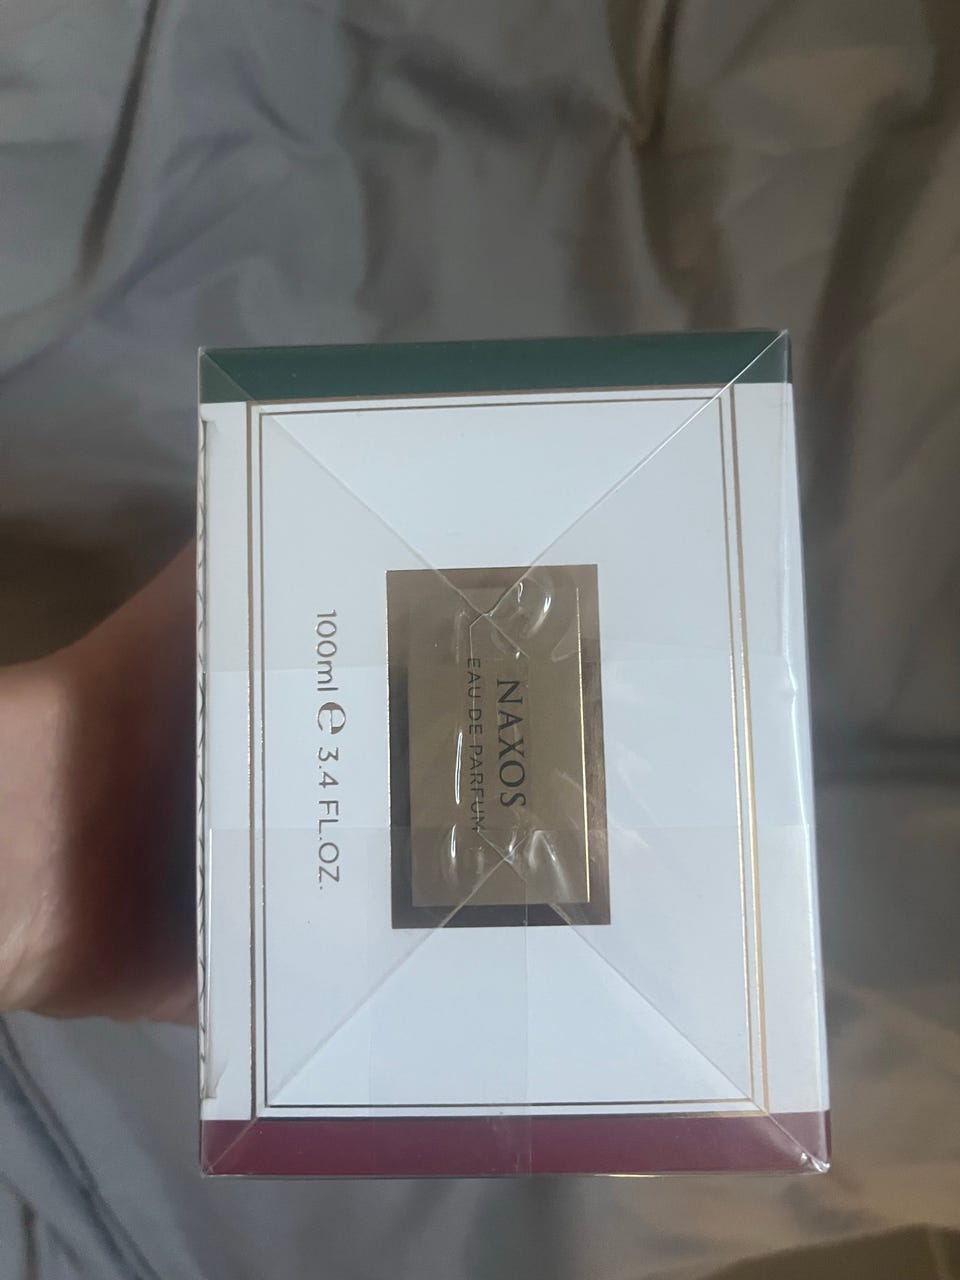 NAXOS
EAU DE PARFUM
100ml ℮ 3.4 FL.OZ.